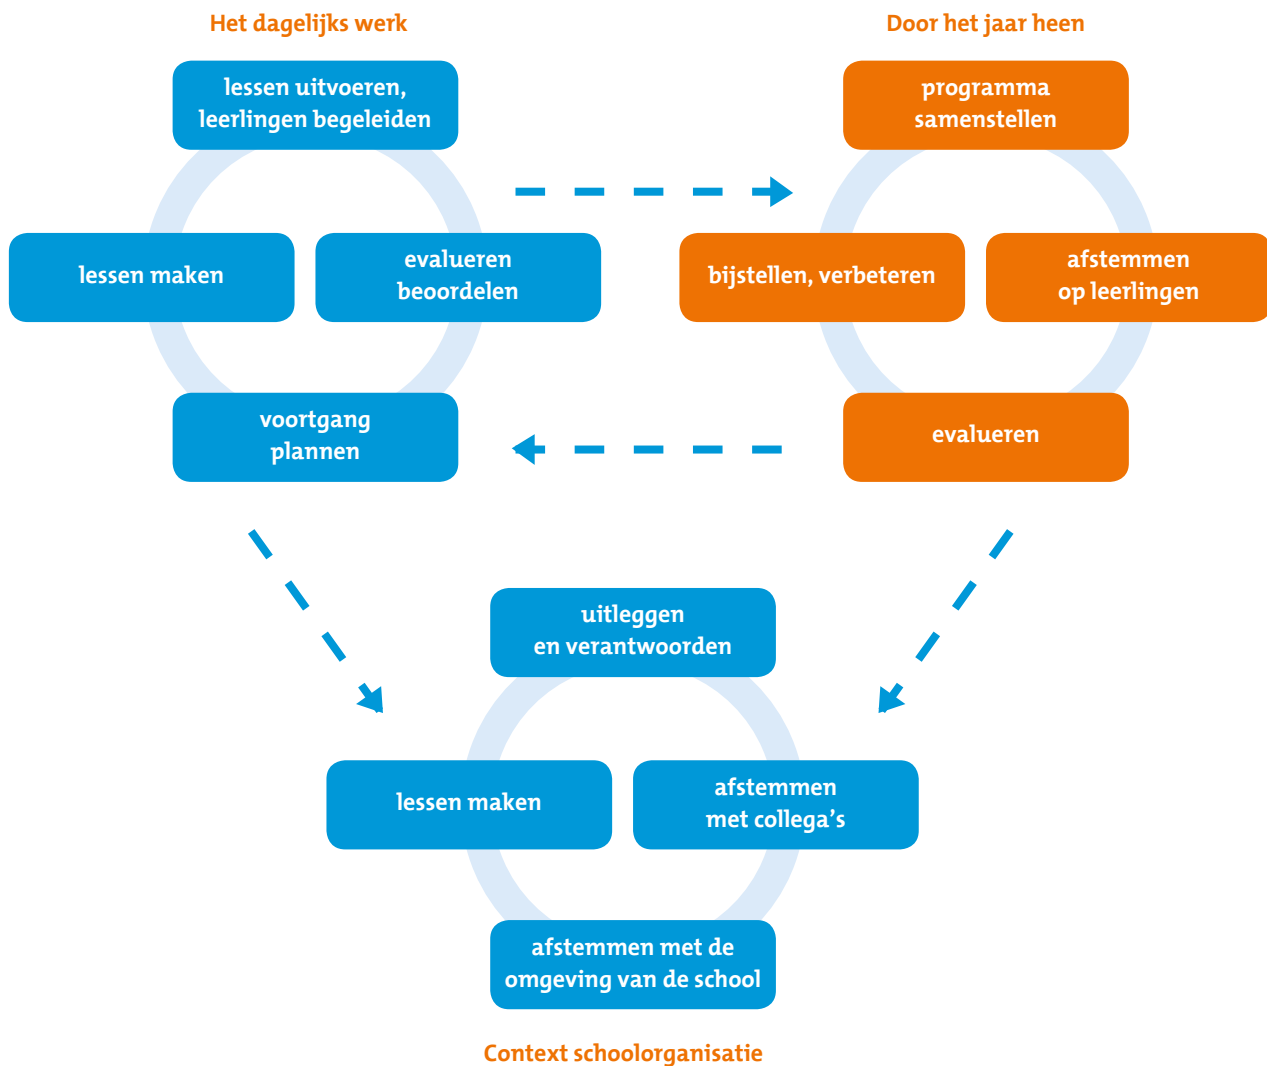 Het dagelijks werk
lessen uitvoeren,
leerlingen begeleiden
lessen maken
evalueren
beoordelen
voortgang
plannen
Door het jaar heen
programma
samenstellen
bijstellen, verbeteren
afstemmen
op leerlingen
evalueren
uitleggen
en verantwoorden
lessen maken
afstemmen
met collega’s
afstemmen met de
omgeving van de school
Context schoolorganisatie